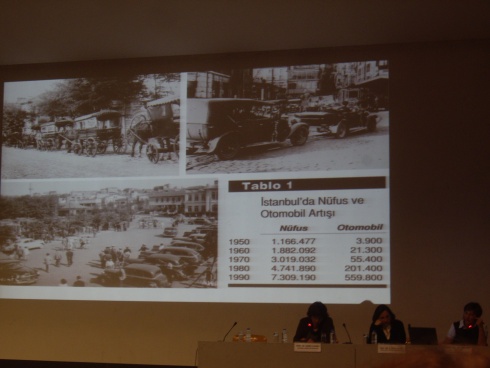 Tablo 1
İstanbul'da Nüfus ve
Otomobil Artışı
Nüfus Otomobil
1950 1.166.477 3.900
1960 1.882.092 21.300
1970 3.019.032 55.400
1980 4.741.890 201.400
1990 7.309.190 559.800